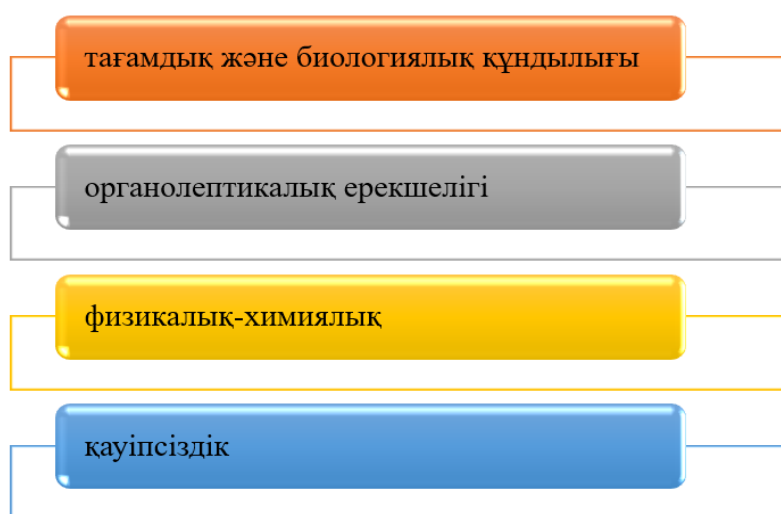 тағамдық және биологиялық құндылығы
органолептикалық ерекшелігі
физикалық-химиялық
қауіпсіздік